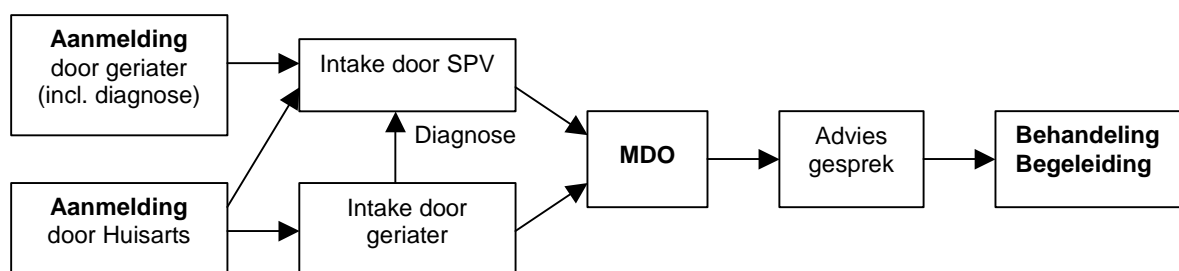 Aanmelding
door geriater
(incl. diagnose)
Intake door SPV
Diagnose
MDO
Advies
gesprek
Behandeling
Begeleiding
Aanmelding
door Huisarts
Intake door
geriater